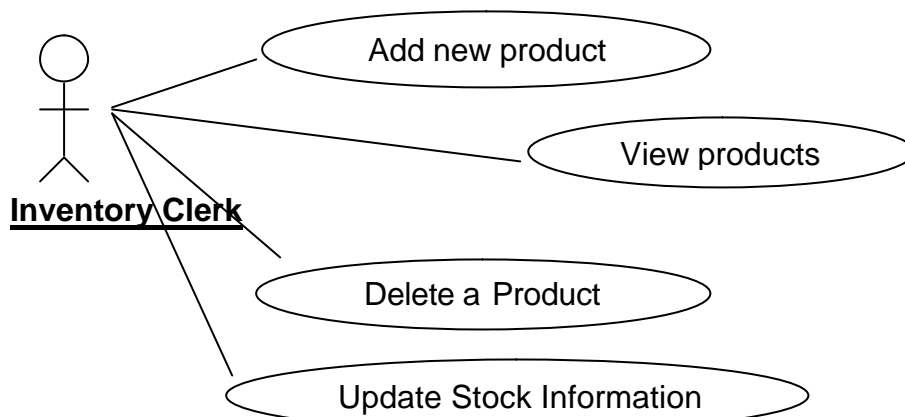 Add new product
View products
Inventory Clerk
Delete a Product
Update Stock Information